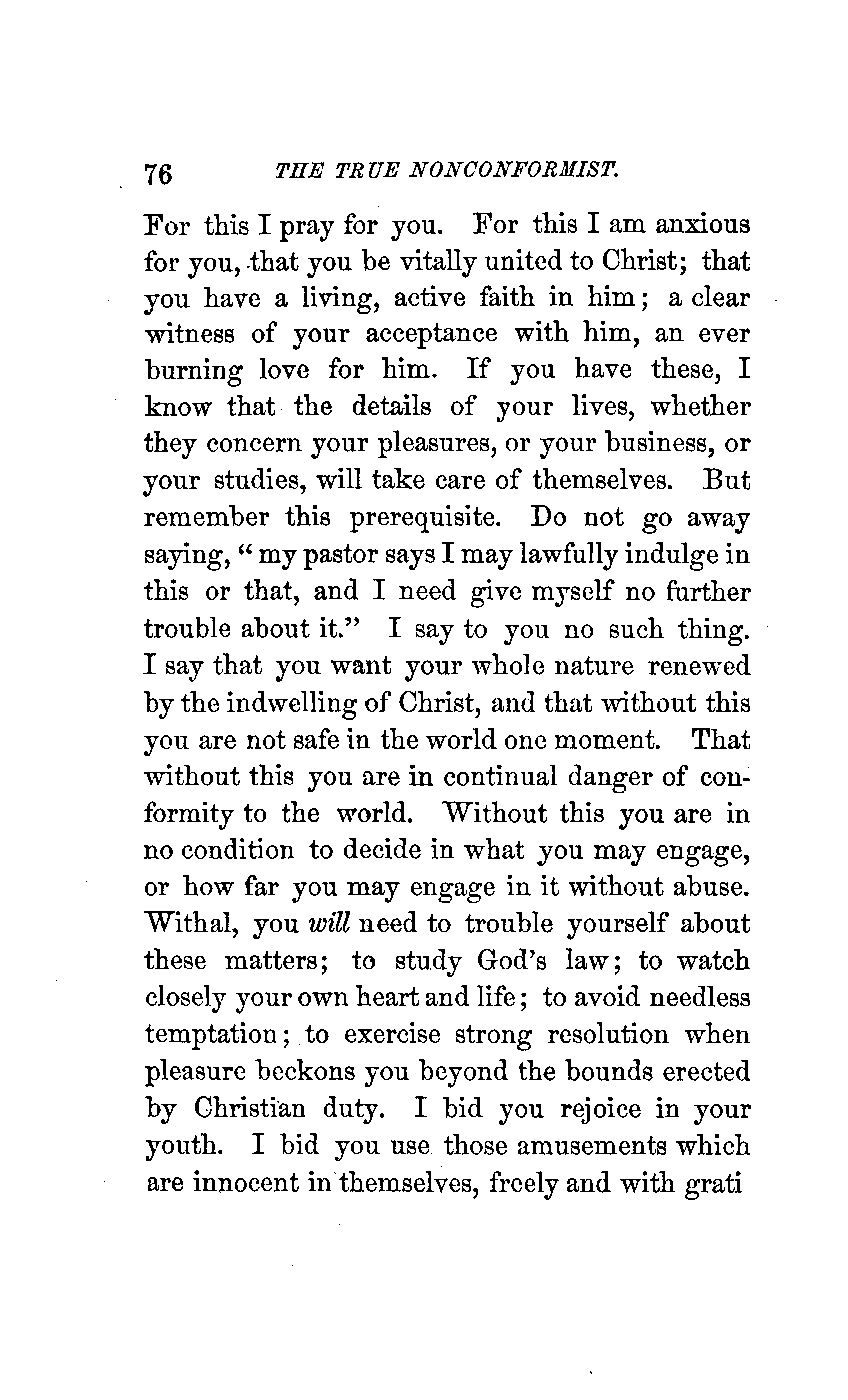 76 THE TRUE NONCONFORMIST.
For this I pray for you. For this I am anxious
for you, that you be vitally united to Christ; that
you have a living, active faith in him; a clear
witness of your acceptance with him, an ever
burning love for him. If you have these, I
know that the details of your lives, whether
they concern your pleasures, or your business, or
your studies, will take care of themselves. But
remember this prerequisite. Do not go away
saying, “ my pastor says I may lawfully indulge in
this or that, and I need give myself no further
trouble about it.” I say to you no such thing.
I say that you want your whole nature renewed
by the indwelling of Christ, and that without this
you are not safe in the world one moment. That
without this you are in continual danger of con-
formity to the world. Without this you are in
no condition to decide in what you may engage,
or how far you may engage in it without abuse.
Withal, you will need to trouble yourself about
these matters; to study God’s law; to watch
closely your own heart and life; to avoid needless
temptation; to exercise strong resolution when
pleasure beckons you beyond the bounds erected
by Christian duty. I bid you rejoice in your
youth. I bid you use those amusements which
are innocent in themselves, freely and with grati